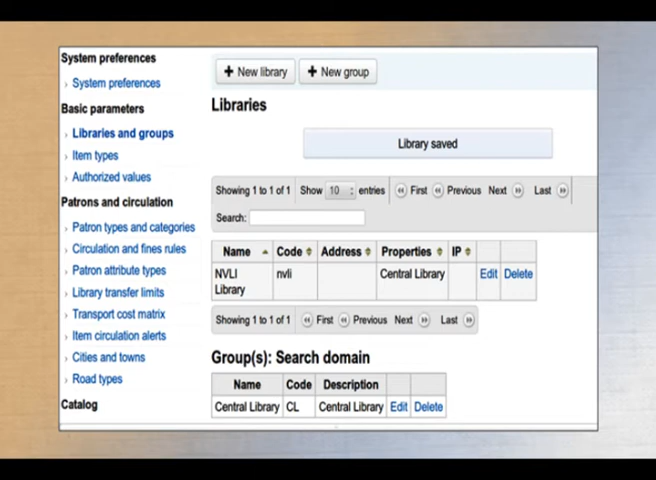 System preferences
System preferences
Basic parameters
Libraries and groups
Item types
Authorized values
Patrons and circulation
Patron types and categories
Circulation and fines rules
Patron attribute types
Library transfer limits
Transport cost matrix
Item circulation alerts
Cities and towns
Road types
Catalog
+ New library + New group
Libraries
Library saved
Showing 1 to 1 of 1 Show 10 entries First Previous Next Last
Search:
Name Code Address Properties IP
NVLI Library nvli Central Library Edit Delete
Showing 1 to 1 of 1 First Previous Next Last
Group(s): Search domain
Name Code Description
Central Library CL Central Library Edit Delete